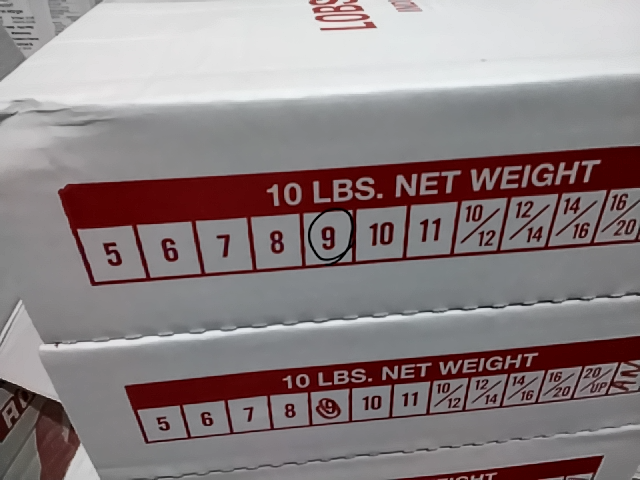 LOBS
10 LBS. NET WEIGHT
5 6 7 8 9 10 11 10/12 12/14 14/16 16/20
10 LBS. NET WEIGHT
5 6 7 8 9 10 11 10/12 12/14 14/16 16/20 20/UP